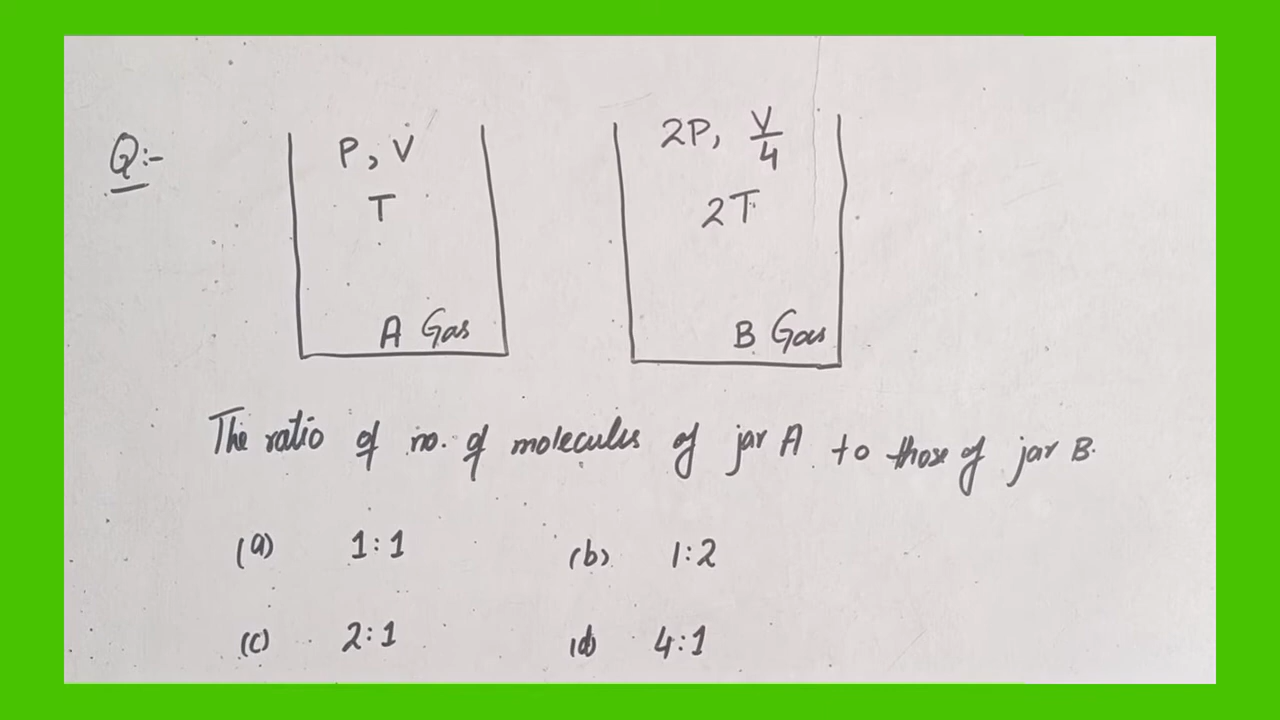 Q:-
P, V
T
A Gas
2P, V/4
2T
B Gas
The ratio of no. of molecules of jar A to those of jar B.
(a) 1:1 (b) 1:2
(c) 2:1 (d) 4:1